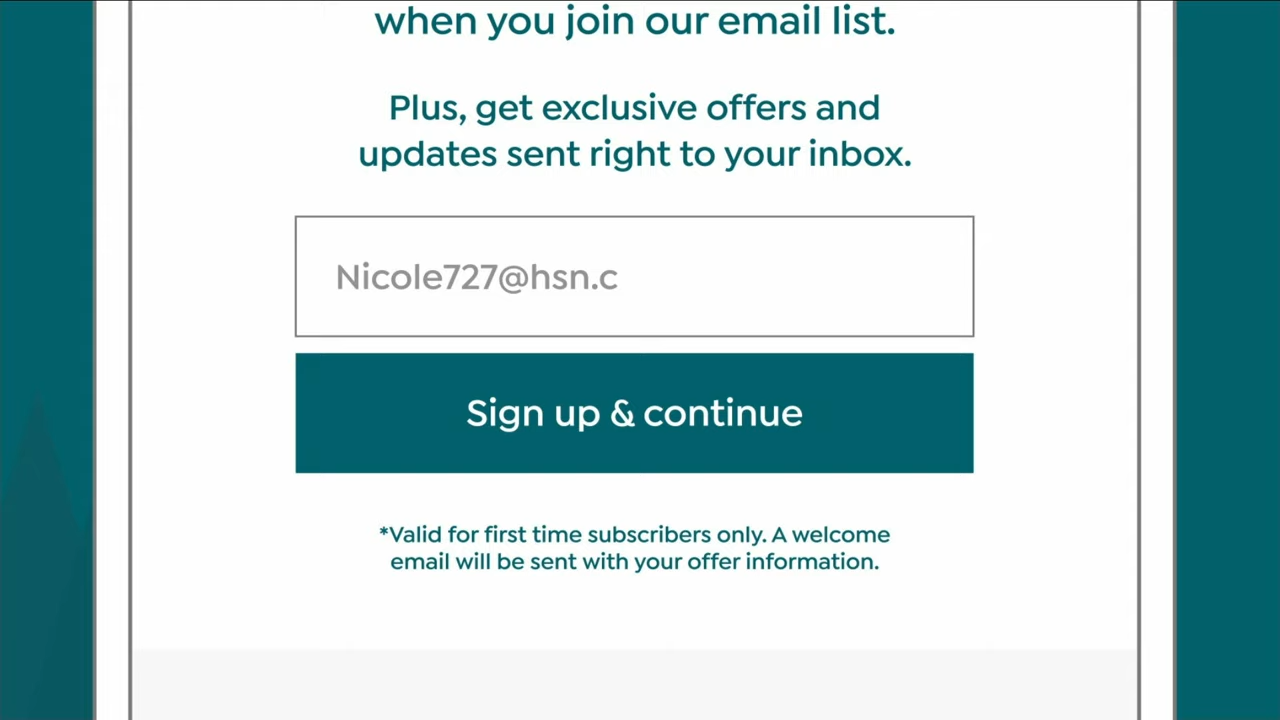 when you join our email list.
Plus, get exclusive offers and
updates sent right to your inbox.
Nicole727@hsn.c
Sign up & continue
*Valid for first time subscribers only. A welcome
email will be sent with your offer information.